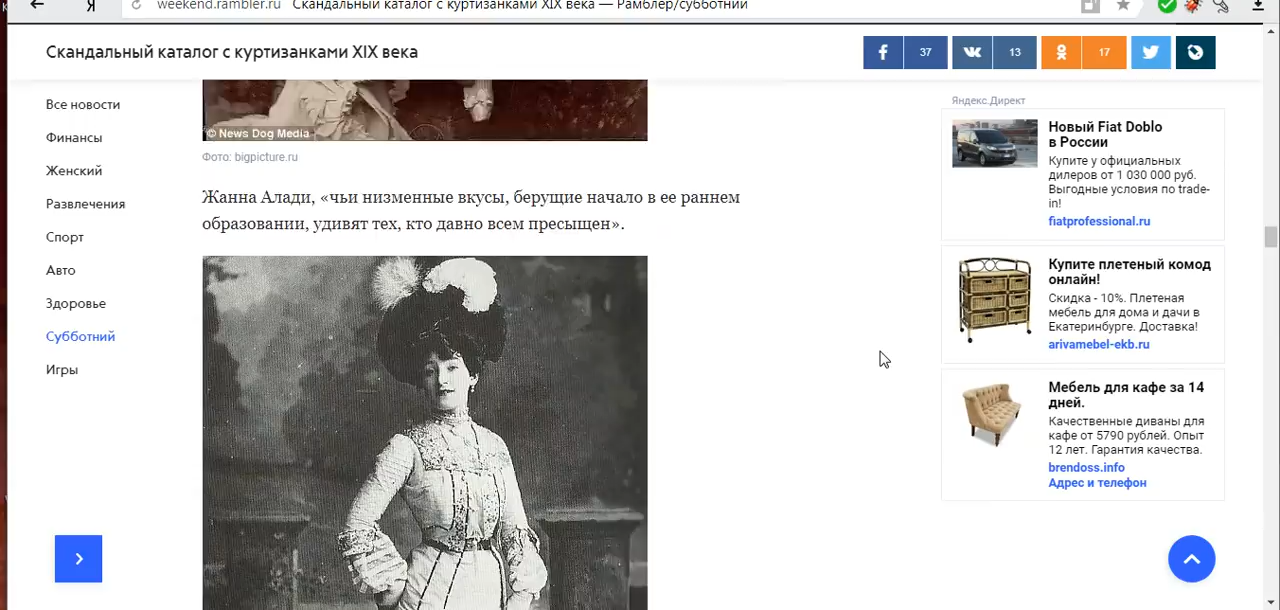 weekend.rambler.ru Скандальный каталог с куртизанками XIX века — Рамблер/субботний
Скандальный каталог с куртизанками XIX века
37
13
17
Все новости
Финансы
Женский
Развлечения
Спорт
Авто
Здоровье
Субботний
Игры
© News Dog Media
Фото: bigpicture.ru
Жанна Алади, «чьи низменные вкусы, берущие начало в ее раннем
образовании, удивят тех, кто давно всем пресыщен».
Яндекс.Директ
Новый Fiat Doblo
в России
Купите у официальных
дилеров от 1 030 000 руб.
Выгодные условия по trade-
in!
fiatprofessional.ru
Купите плетеный комод
онлайн!
Скидка - 10%. Плетеная
мебель для дома и дачи в
Екатеринбурге. Доставка!
arivamebel-ekb.ru
Мебель для кафе за 14
дней.
Качественные диваны для
кафе от 5790 рублей. Опыт
12 лет. Гарантия качества.
brendoss.info
Адрес и телефон